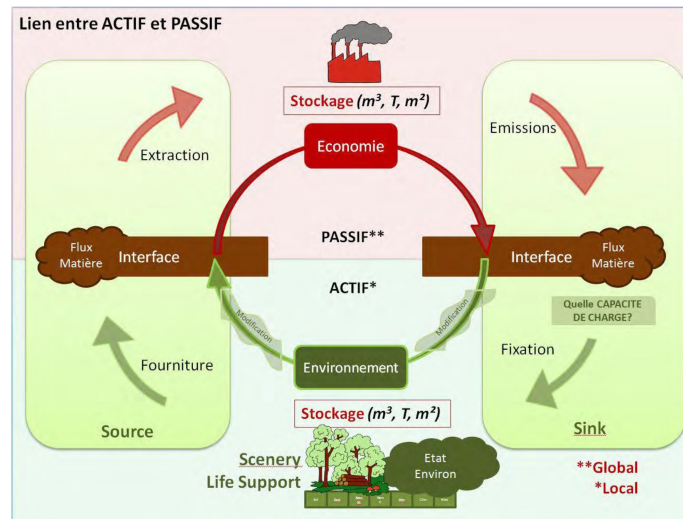 Lien entre ACTIF et PASSIF
Stockage (m³, T, m²)
Economie
Extraction
Emissions
PASSIF**
Flux
Matière
Interface
Interface
Flux
Matière
ACTIF*
Modification
Modification
Quelle CAPACITE
DE CHARGE?
Fourniture
Environnement
Fixation
Source
Stockage (m³, T, m²)
Sink
Scenery
Life Support
Etat
Environ
**Global
*Local